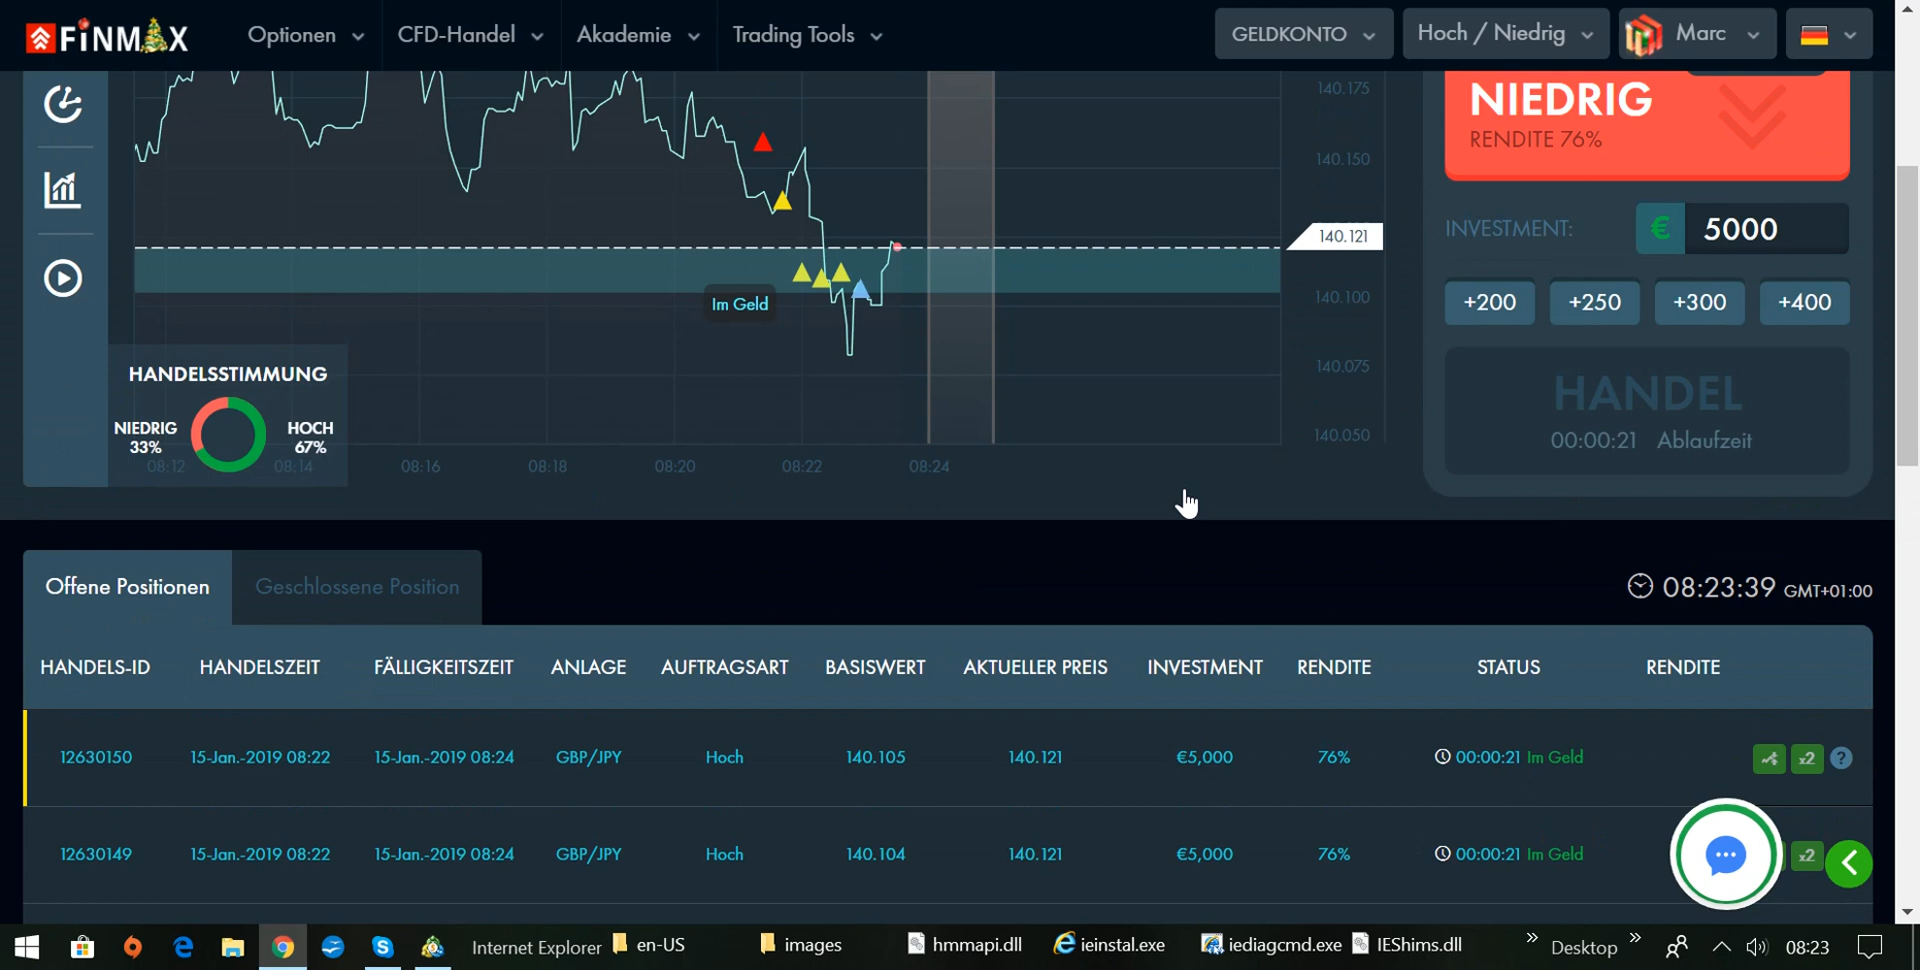 FiNMAX
Optionen
CFD-Handel
Akademie
Trading Tools
GELDKONTO
Hoch / Niedrig
Marc
140.175
140.150
140.121
140.100
140.075
140.050
Im Geld
HANDELSSTIMMUNG
NIEDRIG
33%
HOCH
67%
08:12
08:14
08:16
08:18
08:20
08:22
08:24
NIEDRIG
RENDITE 76%
INVESTMENT:
€ 5000
+200
+250
+300
+400
HANDEL
00:00:21 Ablaufzeit
Offene Positionen
Geschlossene Position
08:23:39 GMT+01:00
HANDELS-ID HANDELSZEIT FÄLLIGKEITSZEIT ANLAGE AUFTRAGSART BASISWERT AKTUELLER PREIS INVESTMENT RENDITE STATUS RENDITE
12630150 15-Jan.-2019 08:22 15-Jan.-2019 08:24 GBP/JPY Hoch 140.105 140.121 €5,000 76% 00:00:21 Im Geld x2 ?
12630149 15-Jan.-2019 08:22 15-Jan.-2019 08:24 GBP/JPY Hoch 140.104 140.121 €5,000 76% 00:00:21 Im Geld x2
Internet Explorer en-US images hmmapi.dll ieinstal.exe iediagcmd.exe IEShims.dll » Desktop » 08:23